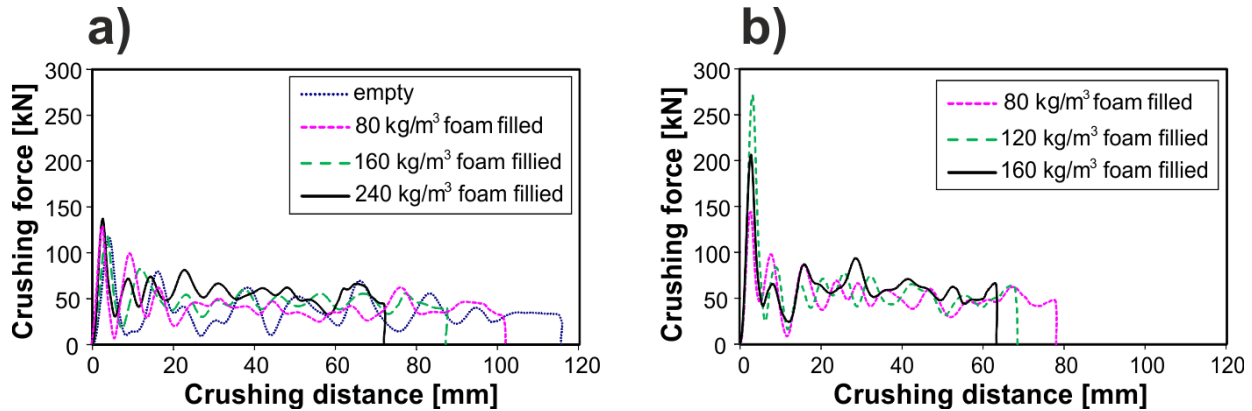 a)
300
250
200
150
100
50
0
Crushing force [kN]
empty
80 kg/m³ foam filled
160 kg/m³ foam fillied
240 kg/m³ foam fillied
0 20 40 60 80 100 120
Crushing distance [mm]
b)
300
250
200
150
100
50
0
Crushing force [kN]
80 kg/m³ foam filled
120 kg/m³ foam fillied
160 kg/m³ foam fillied
0 20 40 60 80 100 120
Crushing distance [mm]